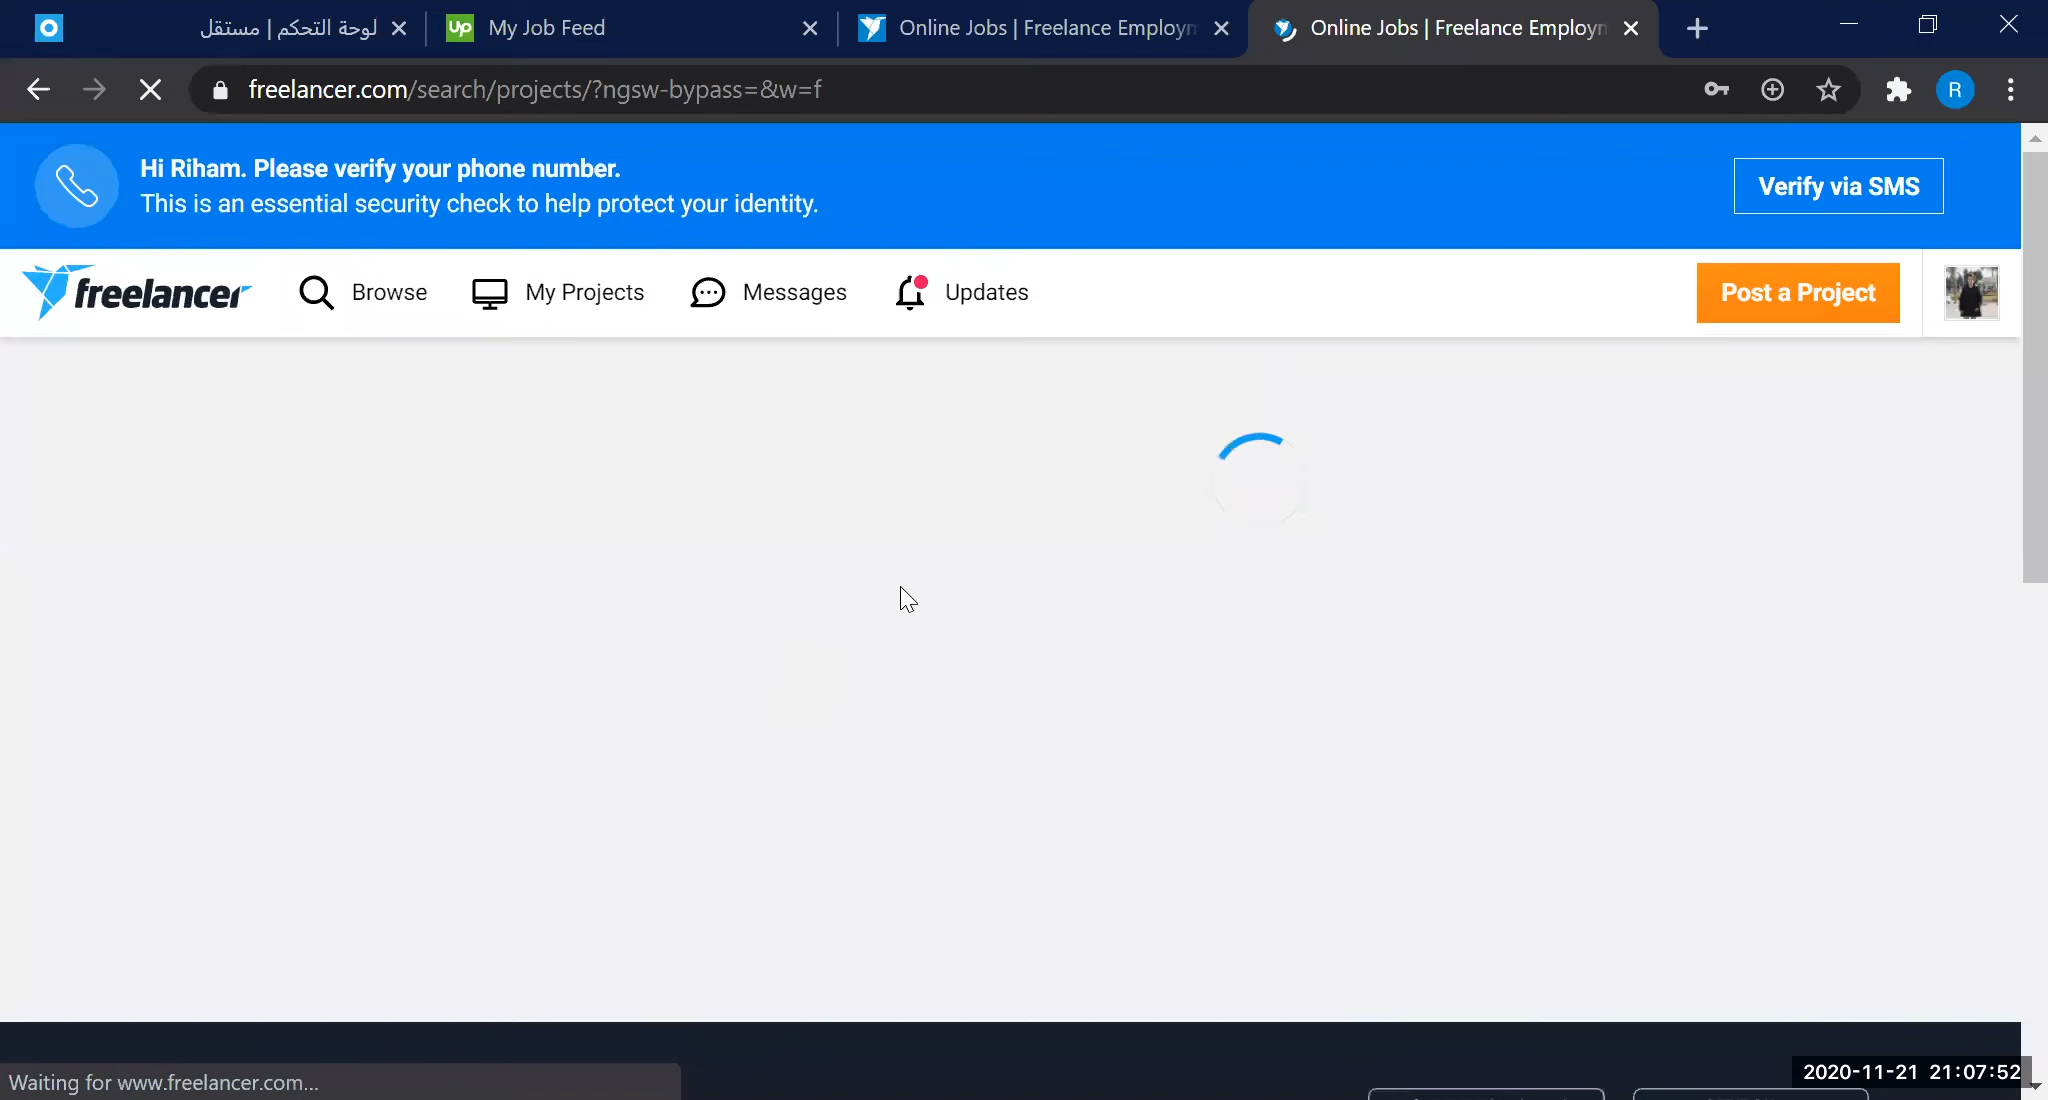 لوحة التحكم | مستقل
Up My Job Feed
Online Jobs | Freelance Employm
Online Jobs | Freelance Employm
freelancer.com/search/projects/?ngsw-bypass=&w=f
R
Hi Riham. Please verify your phone number.
This is an essential security check to help protect your identity.
Verify via SMS
freelancer
Browse
My Projects
Messages
Updates
Post a Project
Waiting for www.freelancer.com...
2020-11-21 21:07:52